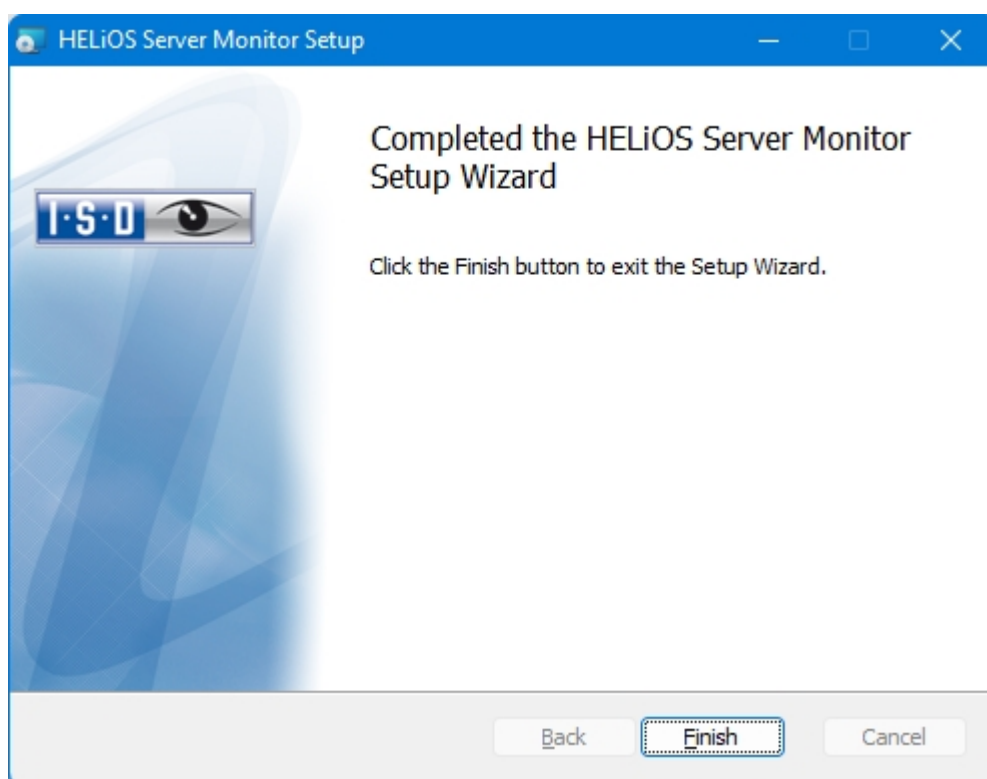 HELiOS Server Monitor Setup
Completed the HELiOS Server Monitor
Setup Wizard
I·S·D
Click the Finish button to exit the Setup Wizard.
Back
Finish
Cancel